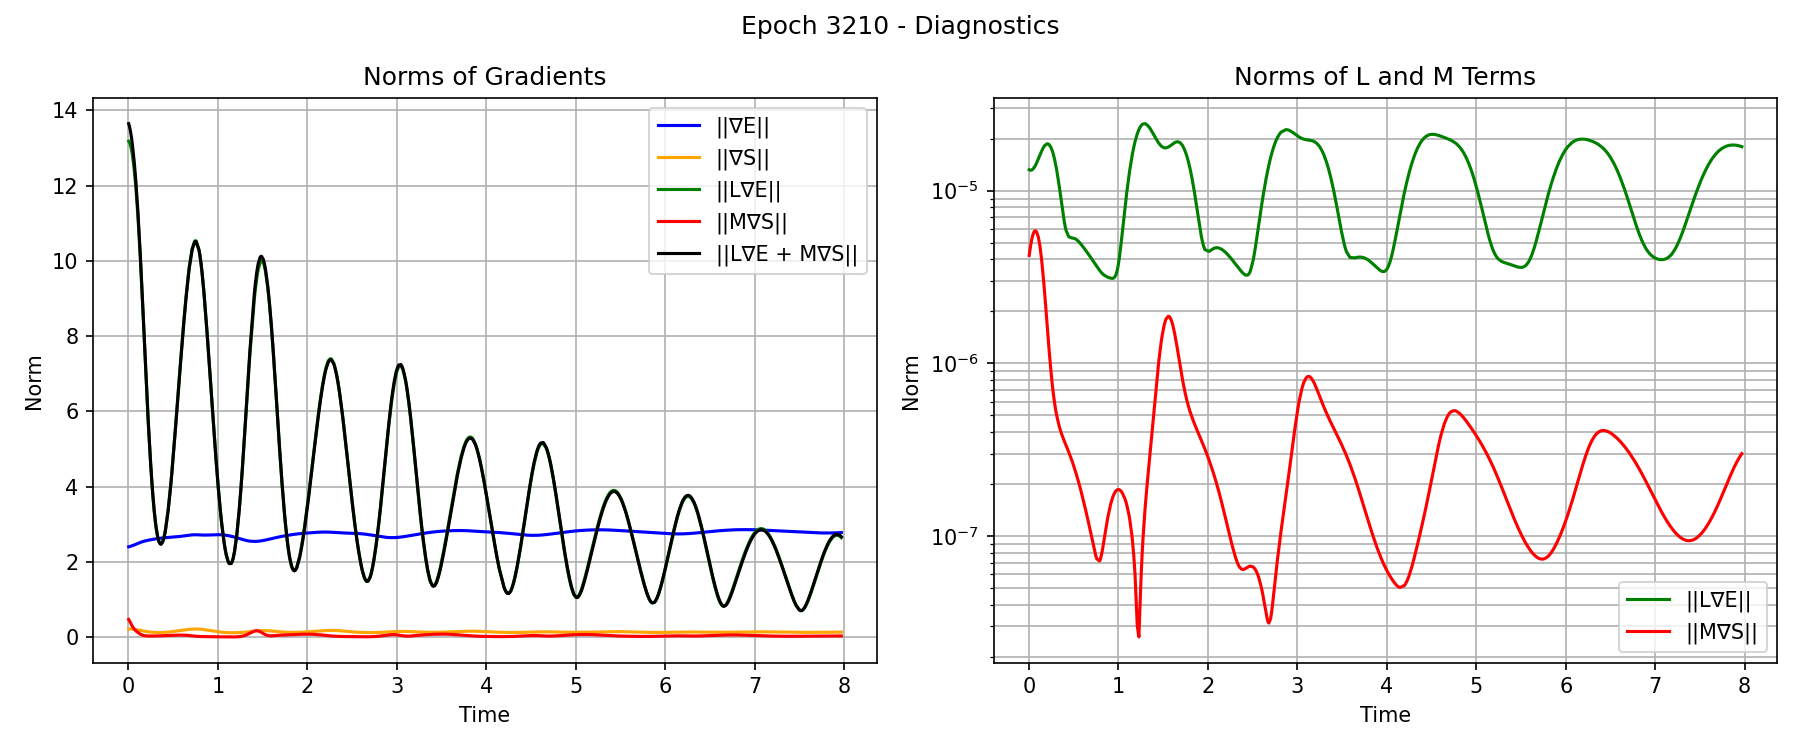 Epoch 3210 - Diagnostics
Norms of Gradients
Norm
14
12
10
8
6
4
2
0
0 1 2 3 4 5 6 7 8
Time
||∇E||
||∇S||
||L∇E||
||M∇S||
||L∇E + M∇S||
Norms of L and M Terms
Norm
10⁻⁵
10⁻⁶
10⁻⁷
0 1 2 3 4 5 6 7 8
Time
||L∇E||
||M∇S||